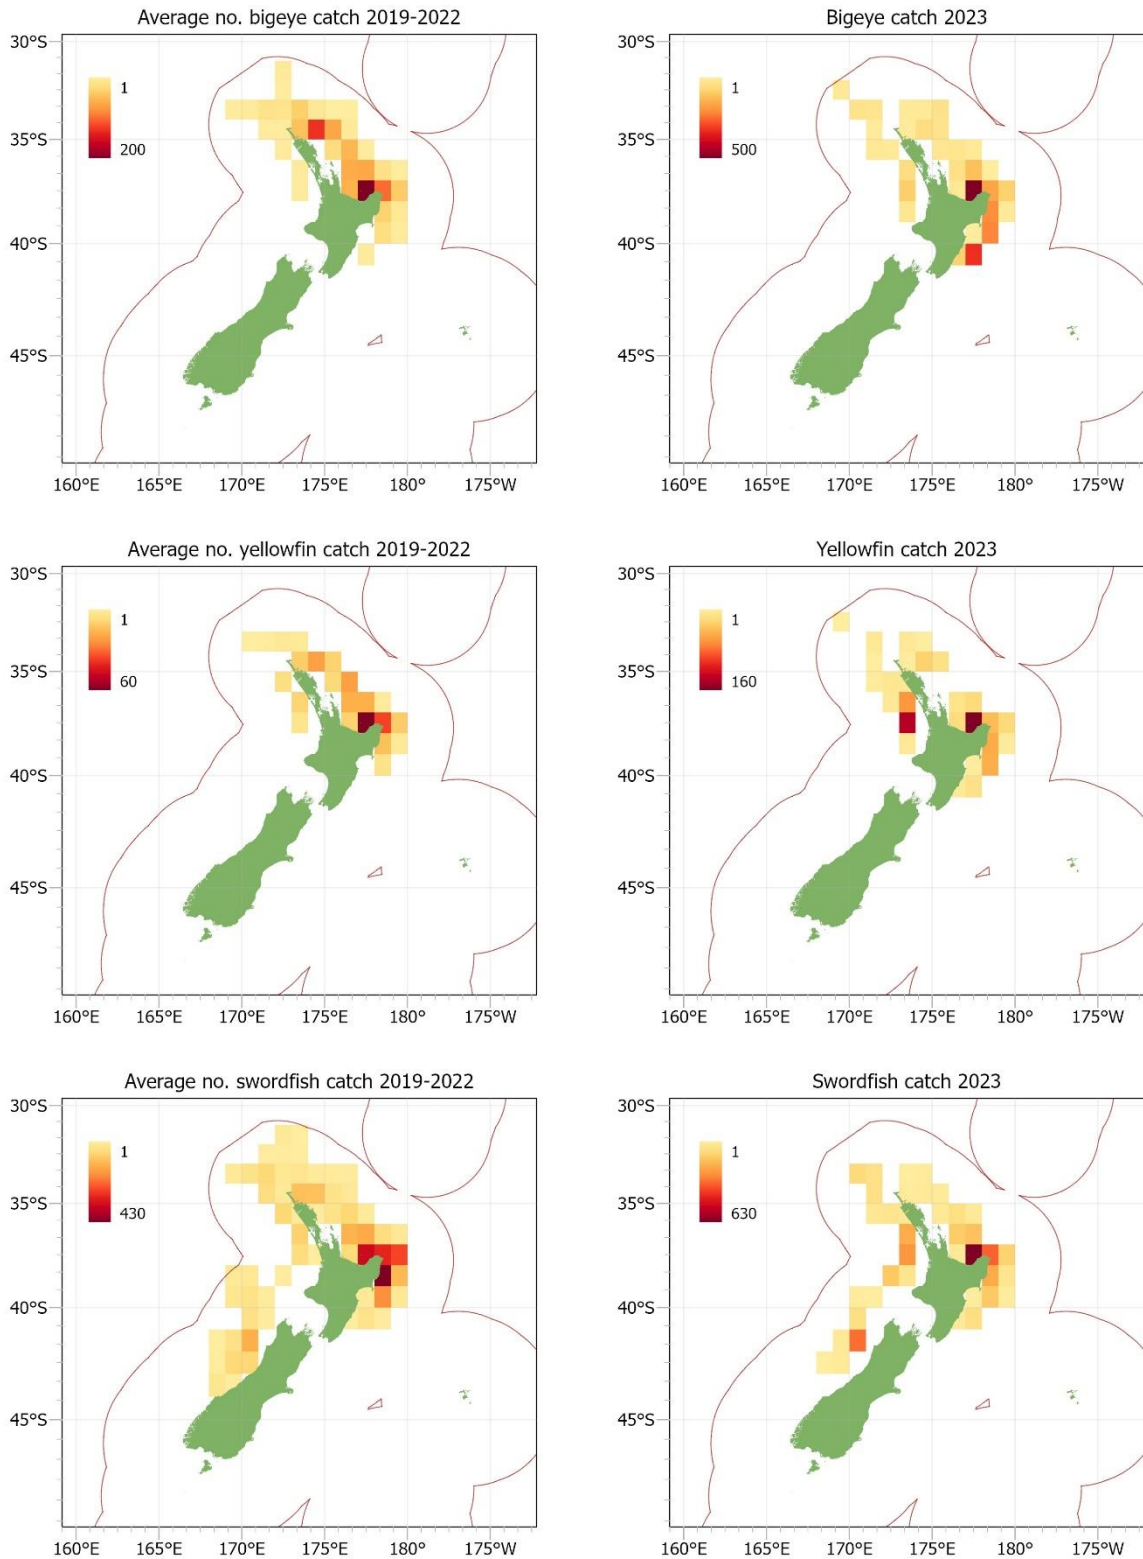 Average no. bigeye catch 2019-2022
30°S
1
200
35°S
40°S
45°S
160°E 165°E 170°E 175°E 180° 175°W
Bigeye catch 2023
30°S
1
500
35°S
40°S
45°S
160°E 165°E 170°E 175°E 180° 175°W
Average no. yellowfin catch 2019-2022
30°S
1
60
35°S
40°S
45°S
160°E 165°E 170°E 175°E 180° 175°W
Yellowfin catch 2023
30°S
1
160
35°S
40°S
45°S
160°E 165°E 170°E 175°E 180° 175°W
Average no. swordfish catch 2019-2022
30°S
1
430
35°S
40°S
45°S
160°E 165°E 170°E 175°E 180° 175°W
Swordfish catch 2023
30°S
1
630
35°S
40°S
45°S
160°E 165°E 170°E 175°E 180° 175°W